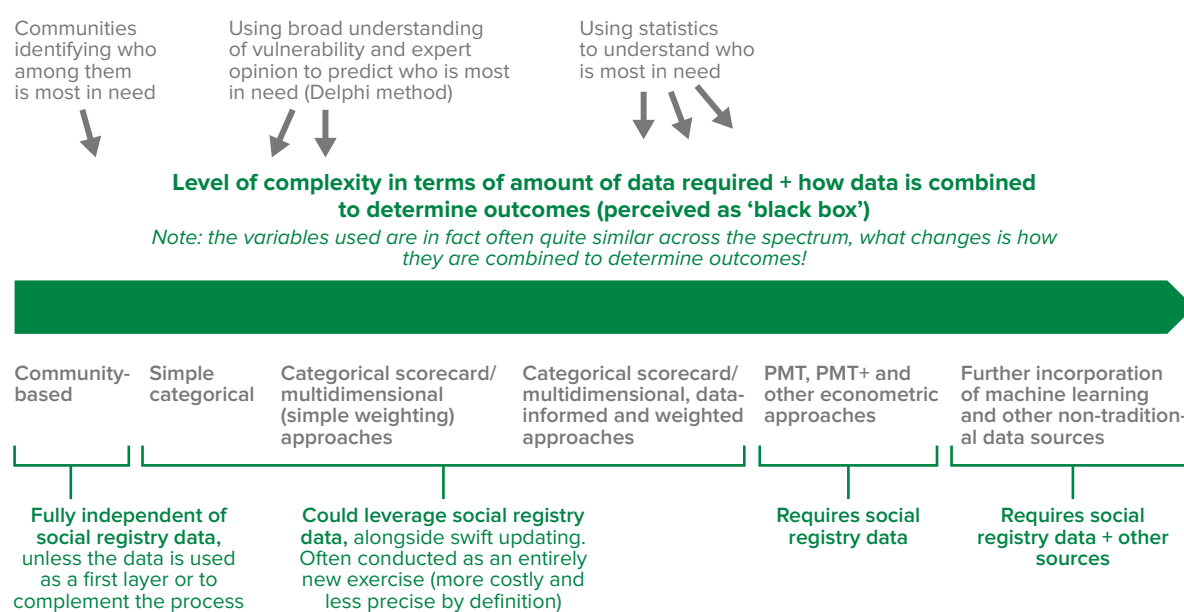 Communities
identifying who
among them
is most in need
Using broad understanding
of vulnerability and expert
opinion to predict who is most
in need (Delphi method)
Using statistics
to understand who
is most in need
Level of complexity in terms of amount of data required + how data is combined
to determine outcomes (perceived as ‘black box’)
Note: the variables used are in fact often quite similar across the spectrum, what changes is how
they are combined to determine outcomes!
Community-
based
Simple
categorical
Categorical scorecard/
multidimensional
(simple weighting)
approaches
Categorical scorecard/
multidimensional, data-
informed and weighted
approaches
PMT, PMT+ and
other econometric
approaches
Further incorporation
of machine learning
and other non-tradition-
al data sources
Fully independent of
social registry data,
unless the data is used
as a first layer or to
complement the process
Could leverage social registry
data, alongside swift updating.
Often conducted as an entirely
new exercise (more costly and
less precise by definition)
Requires social
registry data
Requires social
registry data + other
sources